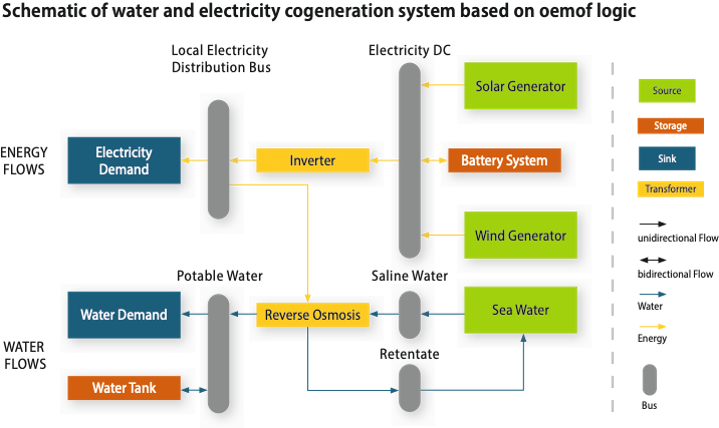 Schematic of water and electricity cogeneration system based on oemof logic
Local Electricity
Distribution Bus
Electricity DC
Solar Generator
Source
Storage
ENERGY
FLOWS
Electricity
Demand
Inverter
Battery System
Sink
Transformer
Wind Generator
unidirectional Flow
bidirectional Flow
Potable Water
Saline Water
Water Demand
Reverse Osmosis
Sea Water
Water
Energy
WATER
FLOWS
Retentate
Water Tank
Bus